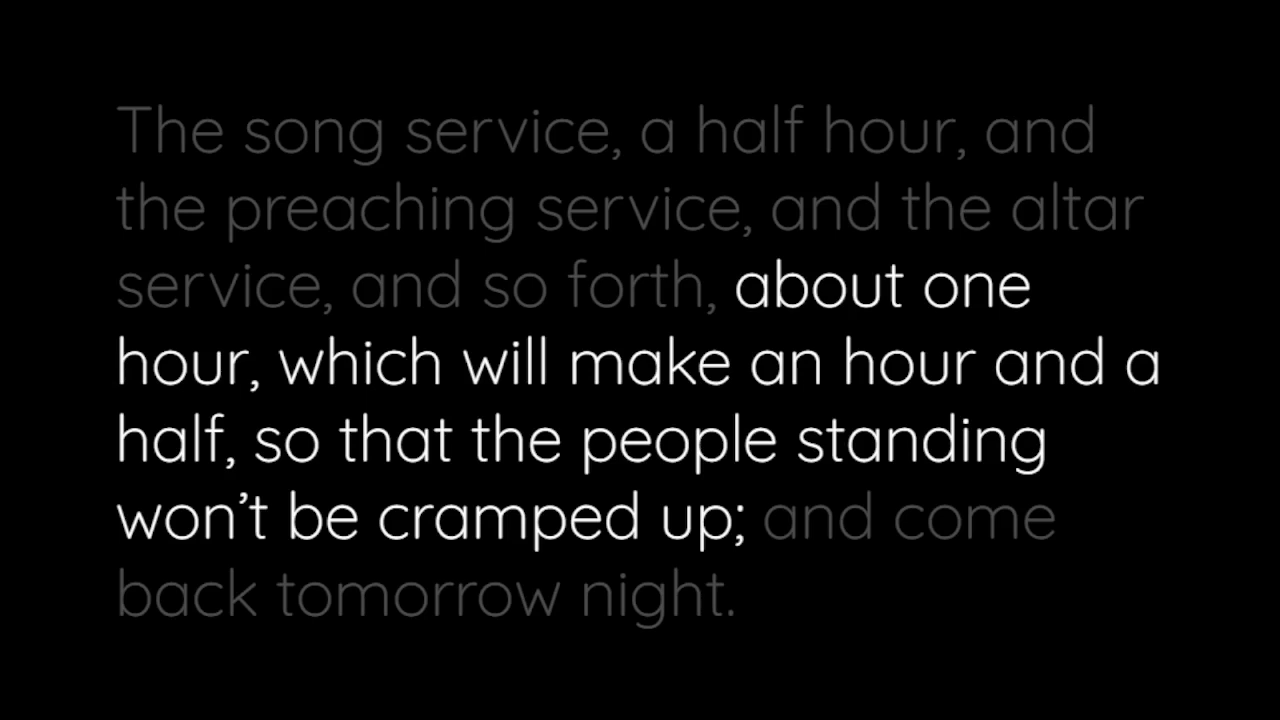 The song service, a half hour, and
the preaching service, and the altar
service, and so forth, about one
hour, which will make an hour and a
half, so that the people standing
won’t be cramped up; and come
back tomorrow night.